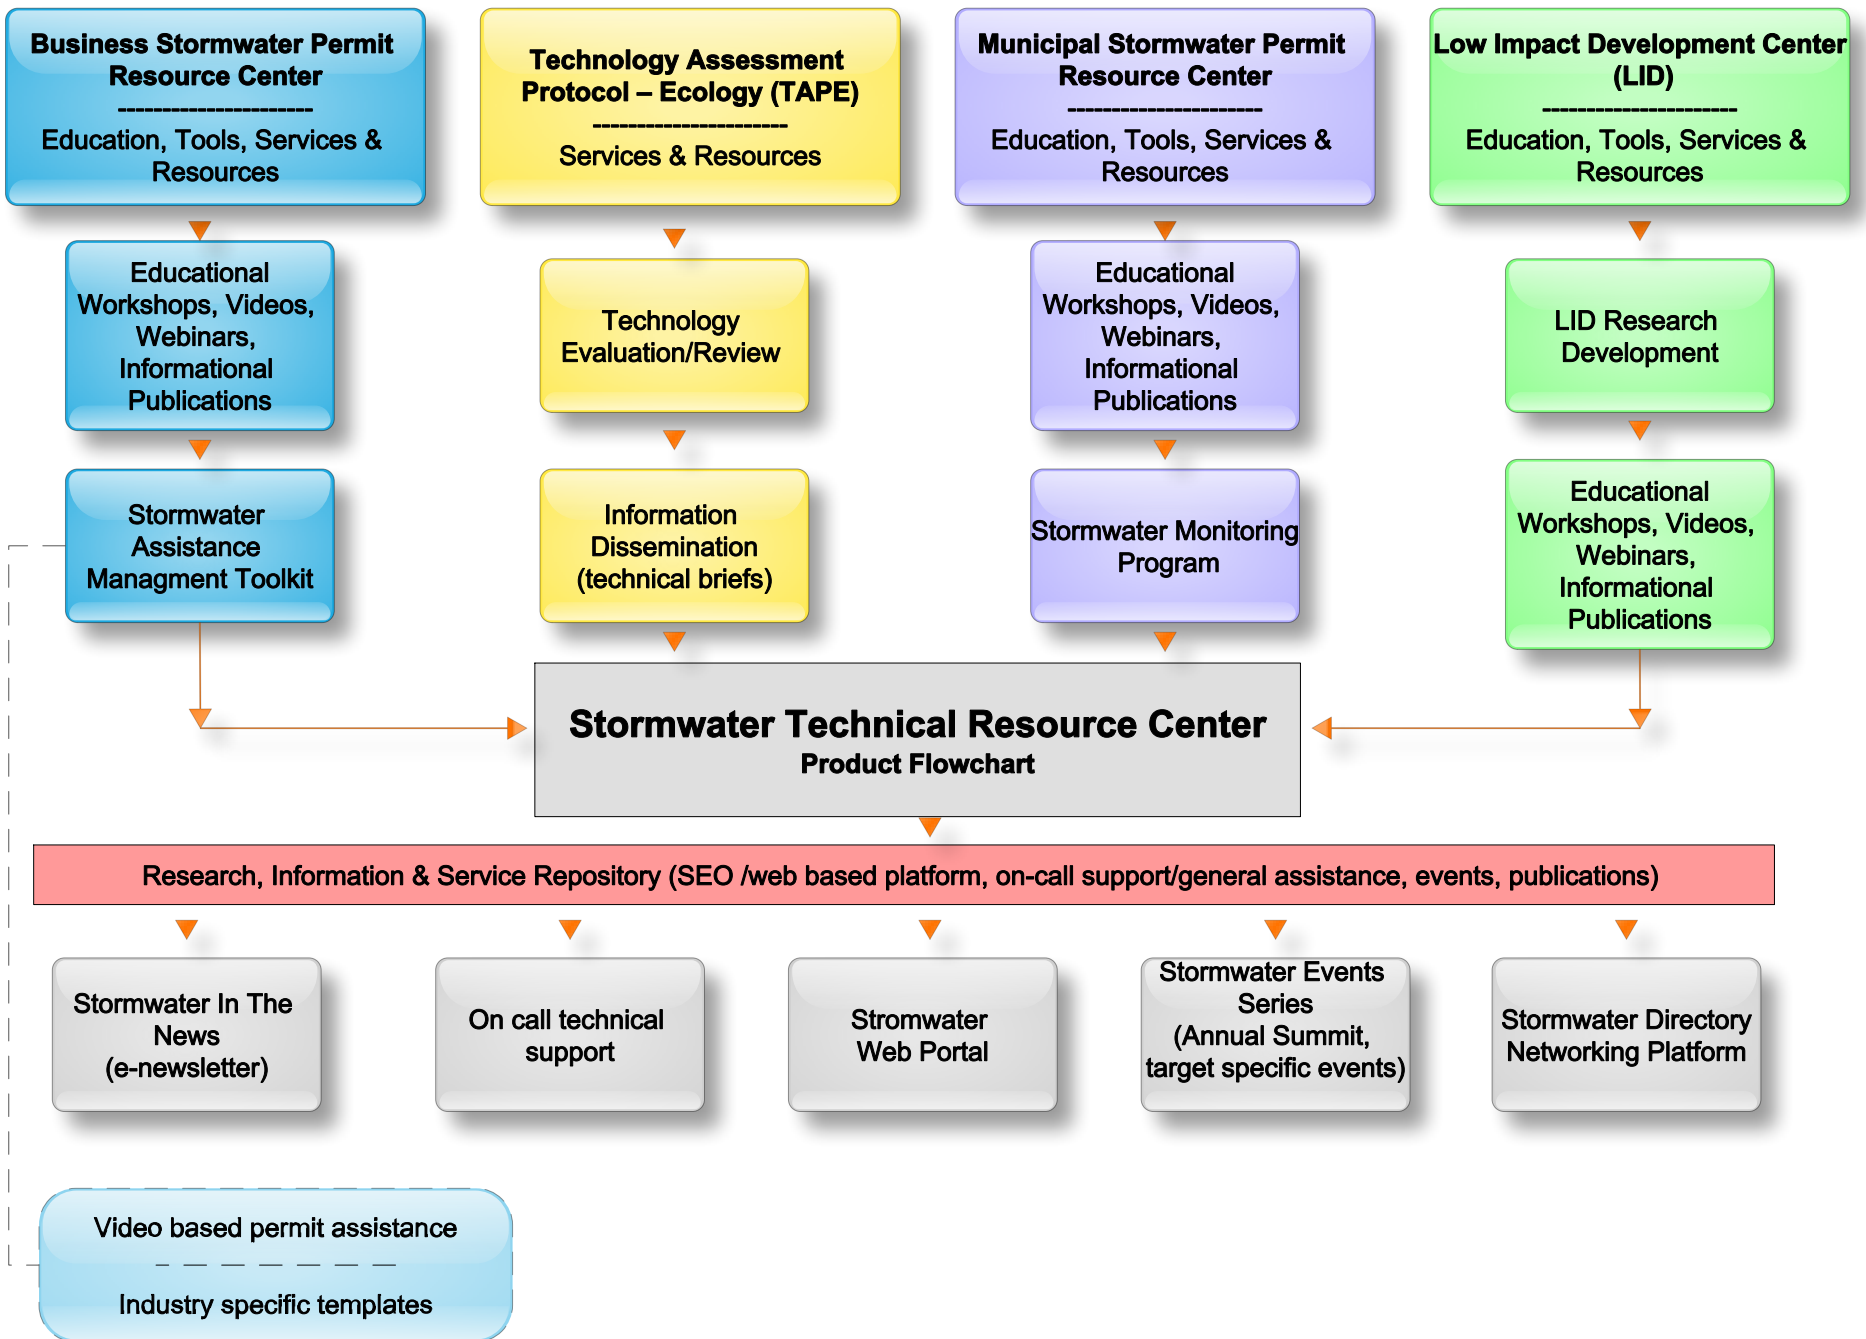 Business Stormwater Permit
Resource Center
----------------------
Education, Tools, Services &
Resources
Technology Assessment
Protocol – Ecology (TAPE)
----------------------
Services & Resources
Municipal Stormwater Permit
Resource Center
----------------------
Education, Tools, Services &
Resources
Low Impact Development Center
(LID)
----------------------
Education, Tools, Services &
Resources
Educational
Workshops, Videos,
Webinars,
Informational
Publications
Technology
Evaluation/Review
Educational
Workshops, Videos,
Webinars,
Informational
Publications
LID Research
Development
Stormwater
Assistance
Managment Toolkit
Information
Dissemination
(technical briefs)
Stormwater Monitoring
Program
Educational
Workshops, Videos,
Webinars,
Informational
Publications
Stormwater Technical Resource Center
Product Flowchart
Research, Information & Service Repository (SEO /web based platform, on-call support/general assistance, events, publications)
Stormwater In The
News
(e-newsletter)
On call technical
support
Stromwater
Web Portal
Stormwater Events
Series
(Annual Summit,
target specific events)
Stormwater Directory
Networking Platform
Video based permit assistance
Industry specific templates